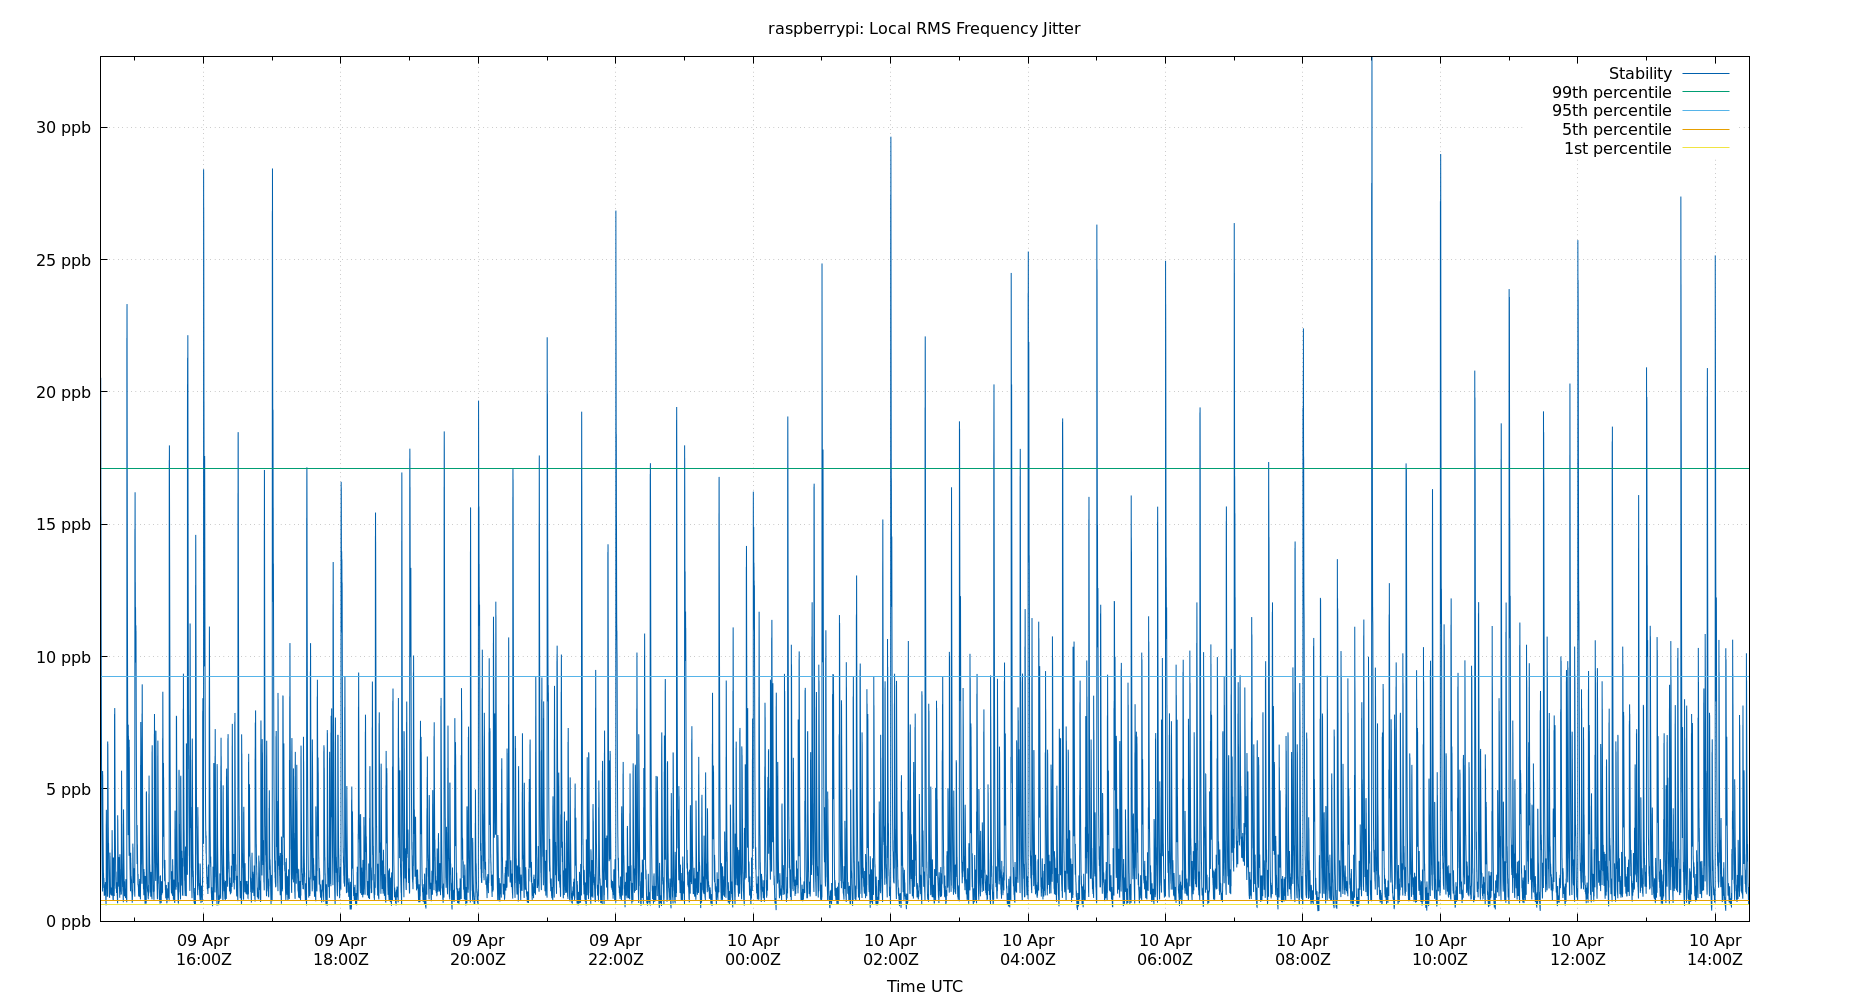 raspberrypi: Local RMS Frequency Jitter
Stability
99th percentile
95th percentile
5th percentile
1st percentile
30 ppb
25 ppb
20 ppb
15 ppb
10 ppb
5 ppb
0 ppb
09 Apr 09 Apr 09 Apr 09 Apr 10 Apr 10 Apr 10 Apr 10 Apr 10 Apr 10 Apr 10 Apr 10 Apr
16:00Z 18:00Z 20:00Z 22:00Z 00:00Z 02:00Z 04:00Z 06:00Z 08:00Z 10:00Z 12:00Z 14:00Z
Time UTC